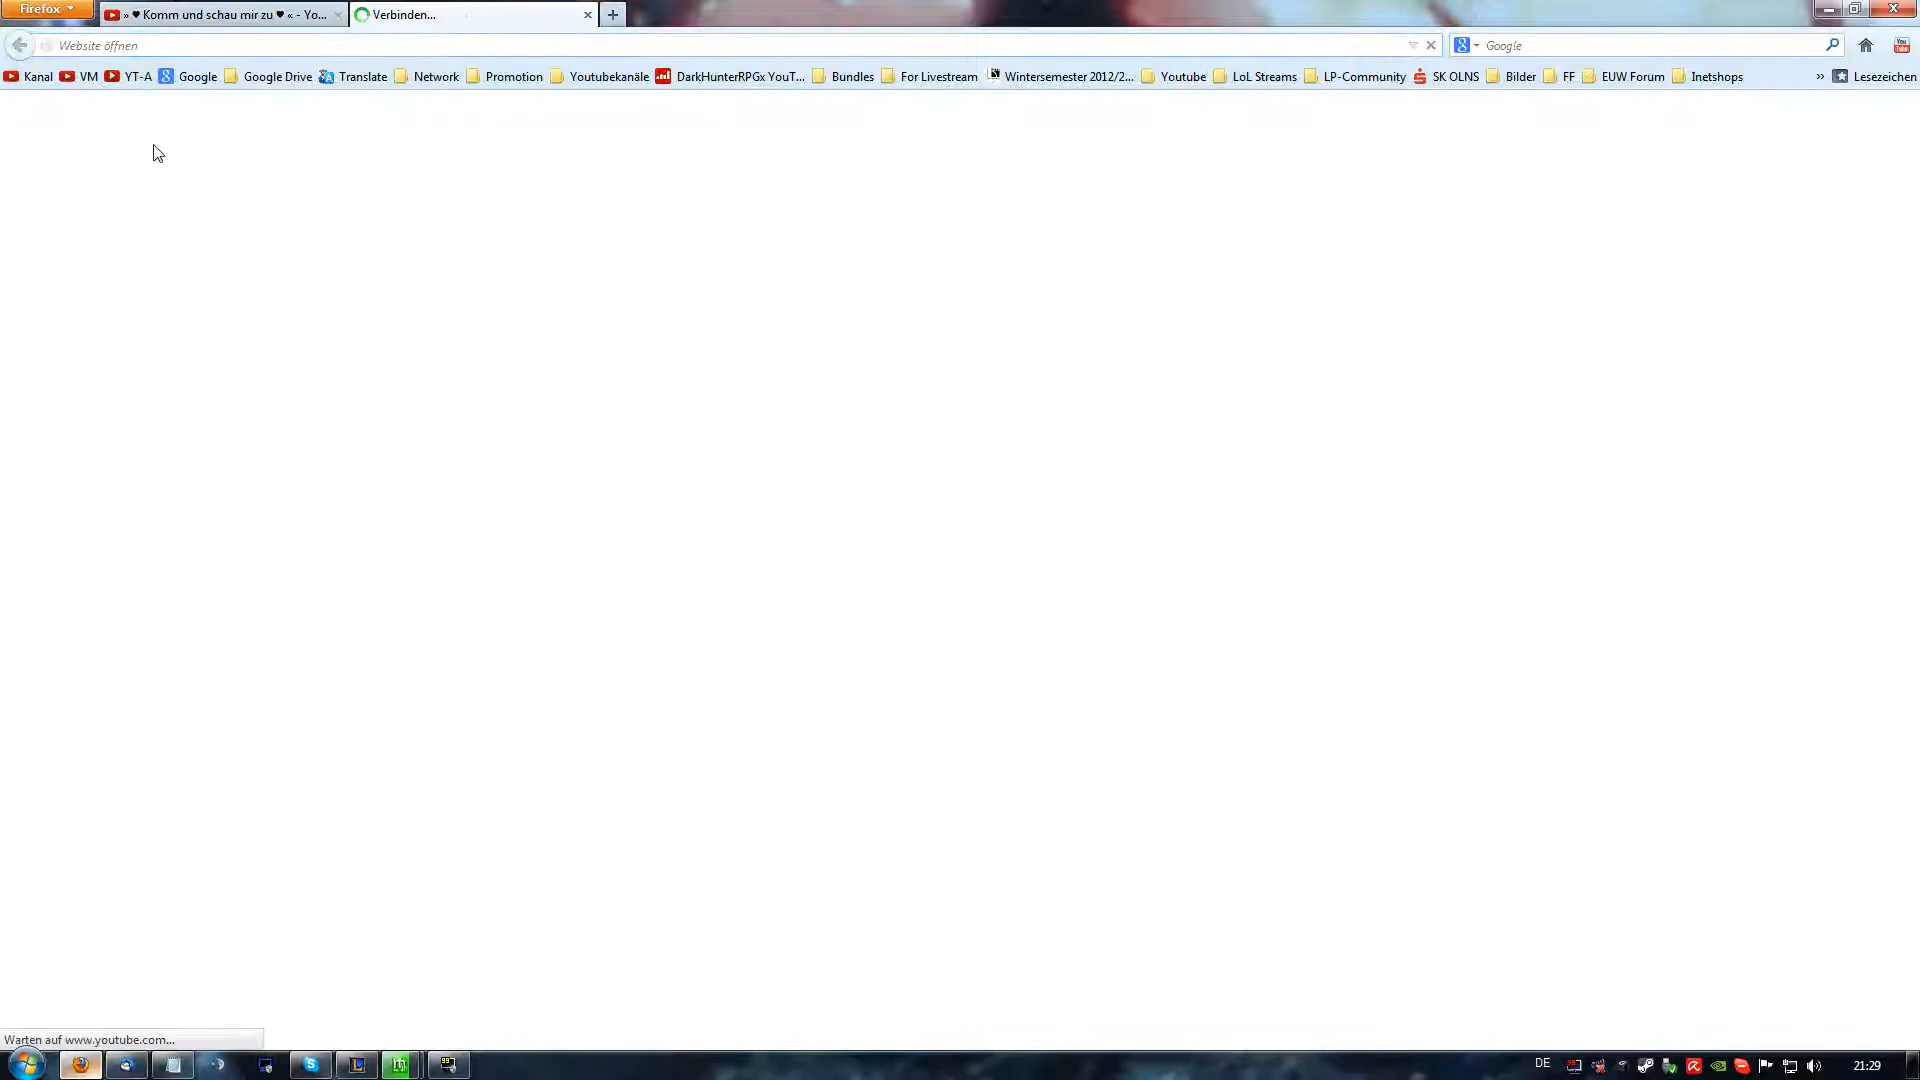 Firefox
» ♥ Komm und schau mir zu ♥ « - Yo...
Verbinden...
Website öffnen
Google
Kanal VM YT-A Google Google Drive Translate Network Promotion Youtubekanäle DarkHunterRPGx YouT... Bundles For Livestream Wintersemester 2012/2... Youtube LoL Streams LP-Community SK OLNS Bilder FF EUW Forum Inetshops » Lesezeichen
Warten auf www.youtube.com...
DE 21:29